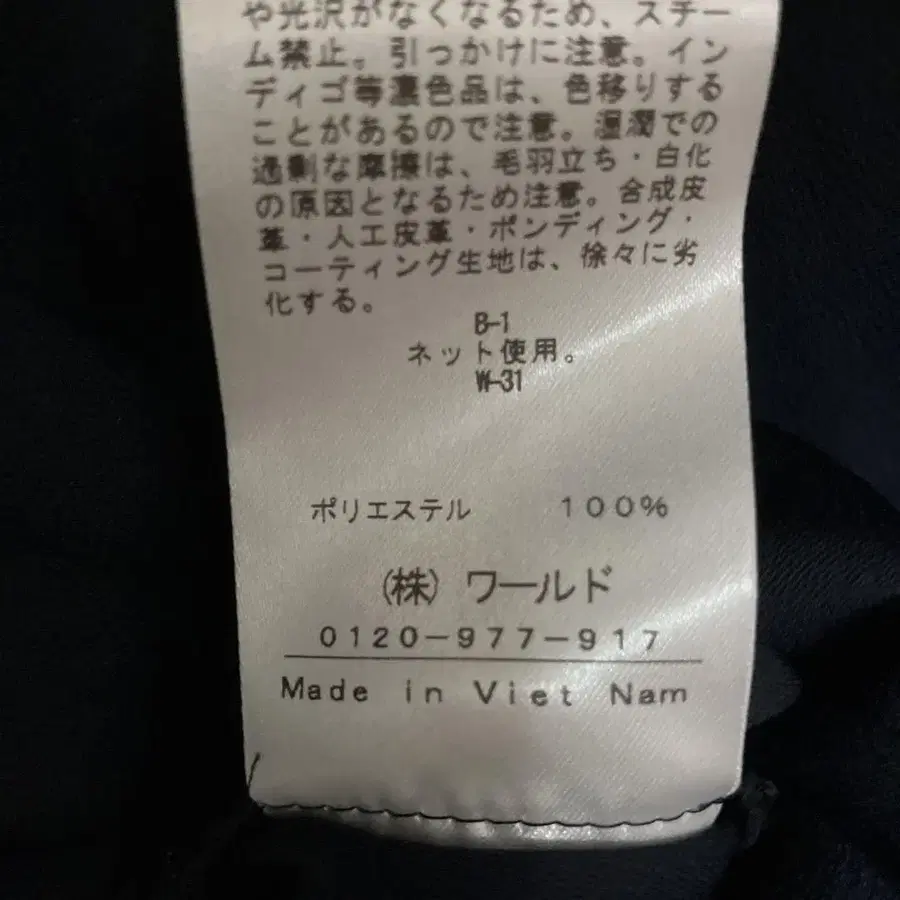 や光沢がなくなるため、スチー
ム禁止。引っかけに注意。イン
ディゴ等濃色品は、色移りする
ことがあるので注意。湿潤での
過剰な摩擦は、毛羽立ち・白化
の原因となるため注意。合成皮
革・人工皮革・ボンディング・
コーティング生地は、徐々に劣
化する。
B-1
ネット使用。
W-31
ポリエステル 100%
(株) ワールド
0120-977-917
Made in Viet Nam